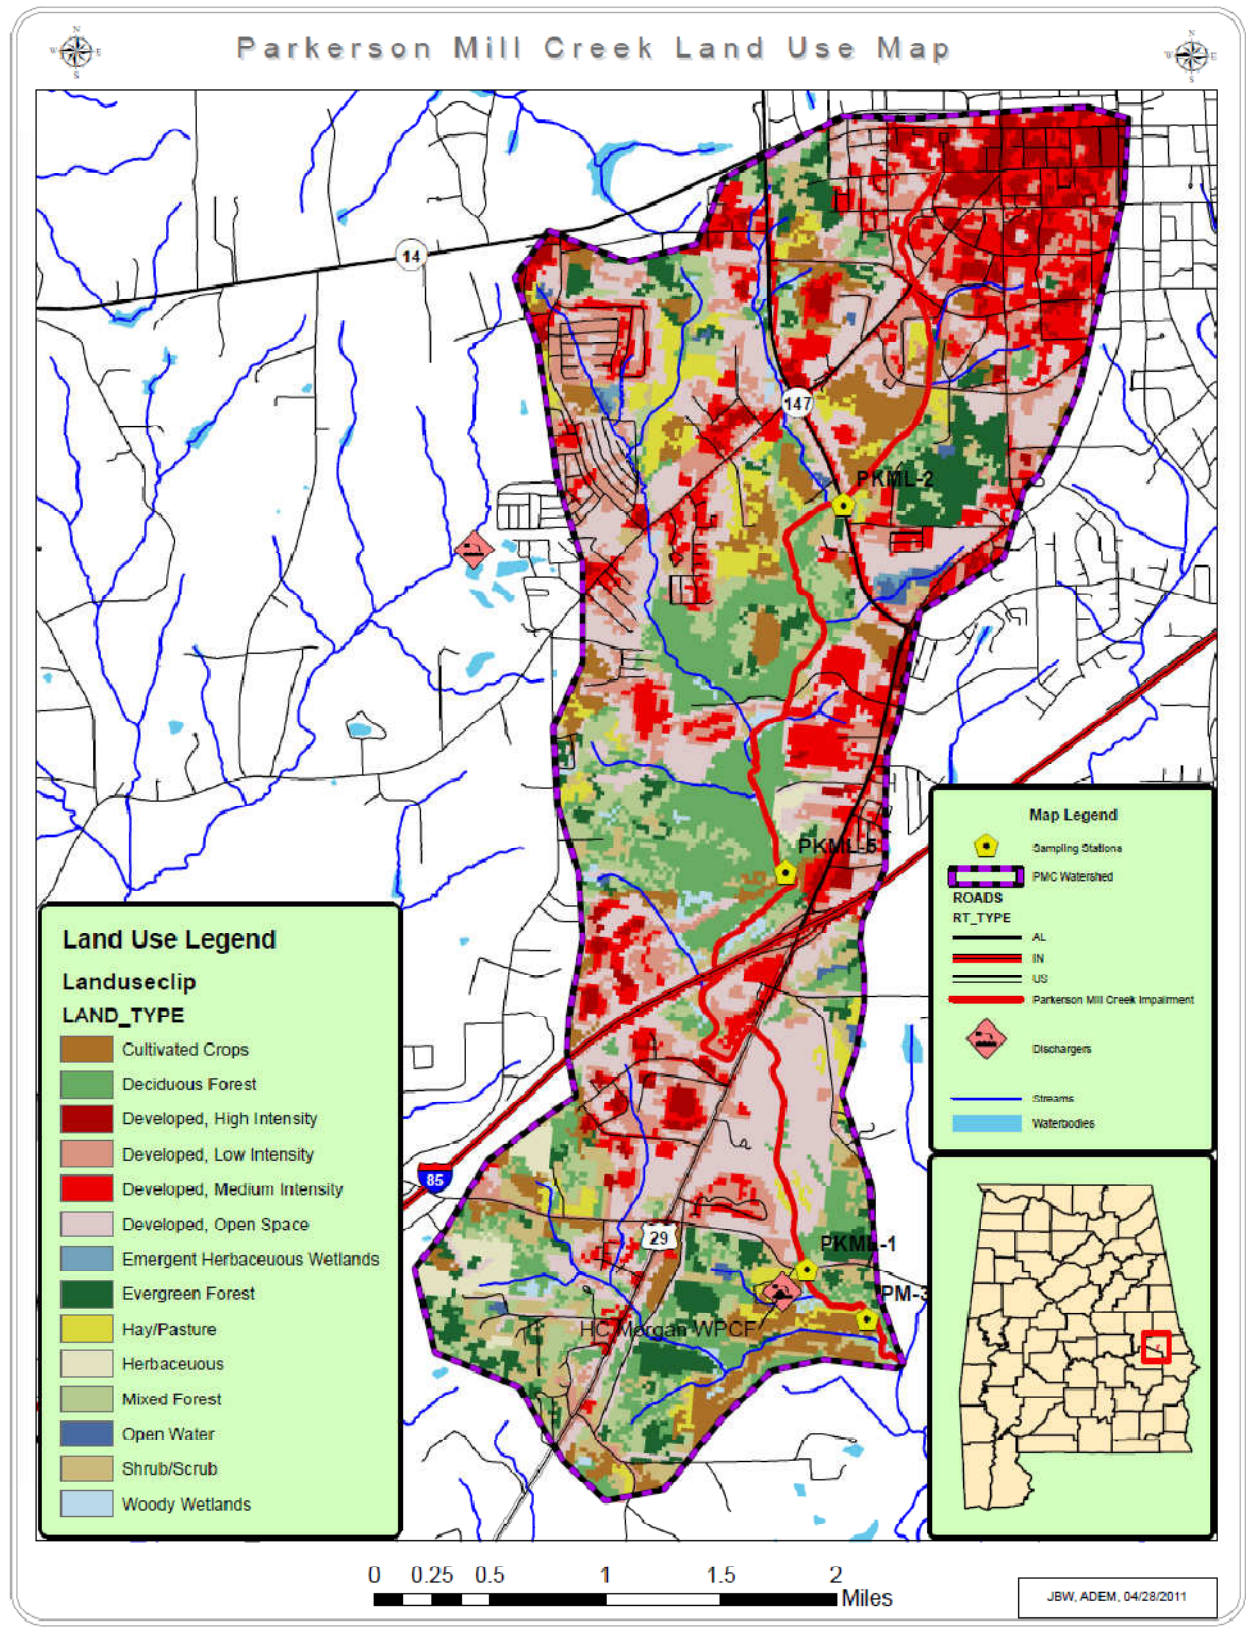 Parkerson Mill Creek Land Use Map
N
W E
S
N
W E
S
14
147
PKML-2
PKML-5
85
29
PKML-1
PM-3
HC Morgan WPCF
Land Use Legend
Landuseclip
LAND_TYPE
Cultivated Crops
Deciduous Forest
Developed, High Intensity
Developed, Low Intensity
Developed, Medium Intensity
Developed, Open Space
Emergent Herbaceuous Wetlands
Evergreen Forest
Hay/Pasture
Herbaceuous
Mixed Forest
Open Water
Shrub/Scrub
Woody Wetlands
Map Legend
Sampling Stations
PMC Watershed
ROADS
RT_TYPE
AL
IN
US
Parkerson Mill Creek Impairment
Dischargers
Streams
Waterbodies
0 0.25 0.5 1 1.5 2
Miles
JBW, ADEM, 04/28/2011